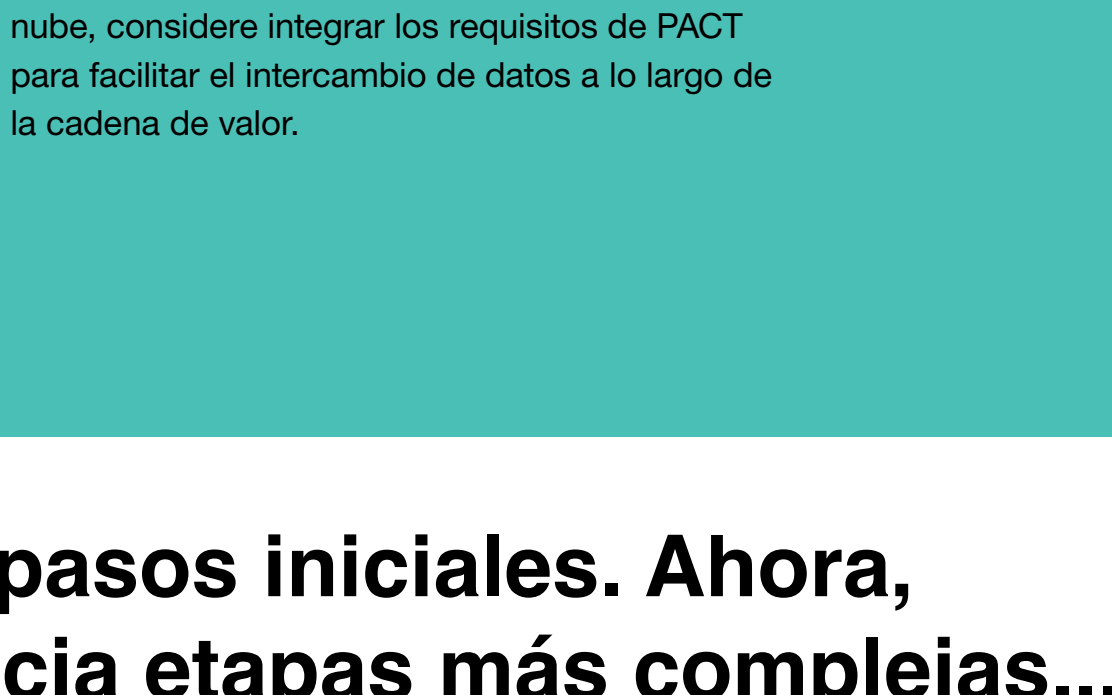 nube, considere integrar los requisitos de PACT
para facilitar el intercambio de datos a lo largo de
la cadena de valor.
pasos iniciales. Ahora,
cia etapas más complejas...